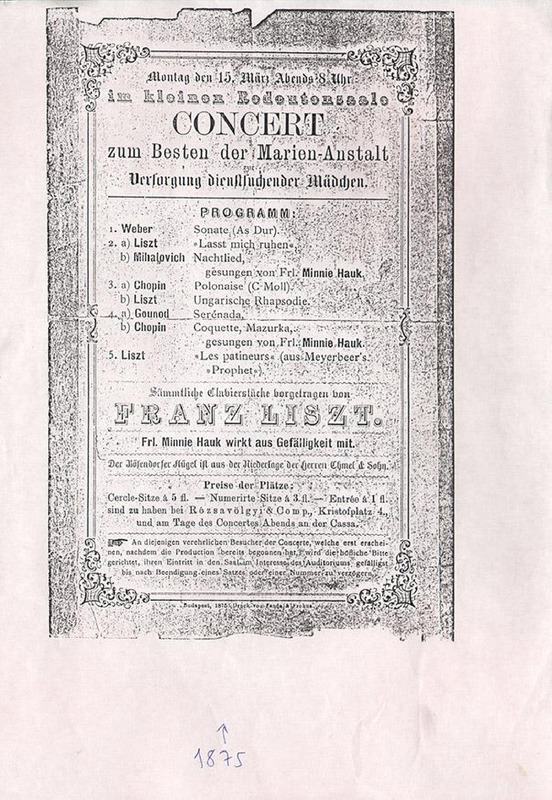 Montag den 15. März Abends 8 Uhr
im kleinen Redoutensaale
CONCERT
zum Besten der Marien-Anstalt
zur
Versorgung dienstsuchender Mädchen.
PROGRAMM:
1. Weber Sonate (As Dur).
2. a) Liszt »Lasst mich ruhen«,
b) Mihalovich Nachtlied,
gesungen von Frl. Minnie Hauk.
3. a) Chopin Polonaise (C Moll).
b) Liszt Ungarische Rhapsodie.
4. a) Gounod Serénada,
b) Chopin Coquette, Mazurka,
gesungen von Frl. Minnie Hauk.
5. Liszt »Les patineurs« (aus Meyerbeer's
»Prophet«).
Sämmtliche Clavierstücke vorgetragen von
FRANZ LISZT.
Frl. Minnie Hauk wirkt aus Gefälligkeit mit.
Der Bösendorfer Flügel ist aus der Niederlage der Herren Chmel & Sohn.
Preise der Plätze:
Cercle-Sitze à 5 fl. — Numerirte Sitze à 3 fl. — Entrée à 1 fl.
sind zu haben bei Rózsavölgyi & Comp., Kristofplatz 4.,
und am Tage des Concertes Abends an der Cassa.
An diejenigen verehrlichen Besucher der Concerte, welche erst erschei-
nen, nachdem die Production bereits begonnen hat, wird die höfliche Bitte
gerichtet, ihren Eintritt in den Saal im Interesse des Auditoriums gefälligst
bis nach Beendigung eines Satzes oder einer Nummer zu verzögern.
Budapest, 1875. Druck von
1875